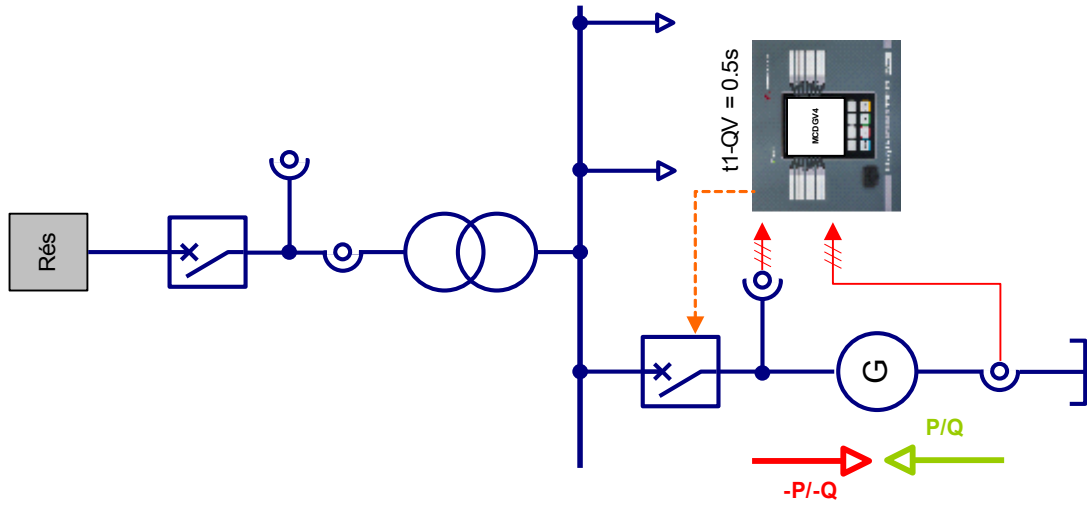 Rés
t1-QV = 0.5s
MCDGV4
G
P/Q
-P/-Q